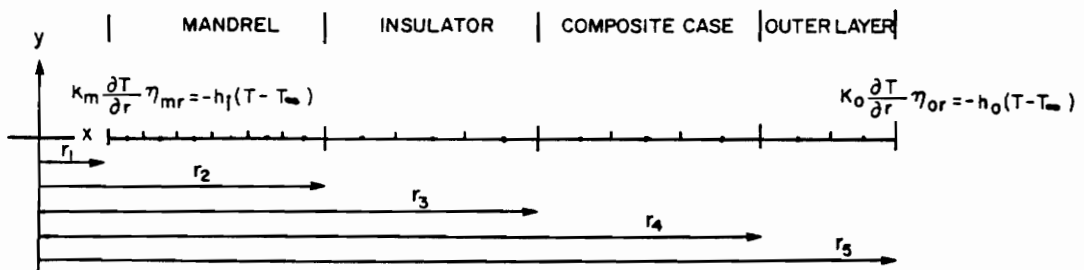 MANDREL INSULATOR COMPOSITE CASE OUTER LAYER
y
K_m ∂T/∂r η_mr = -h_i(T - T_∞)
K_o ∂T/∂r η_or = -h_o(T - T_∞)
x
r_1
r_2
r_3
r_4
r_5